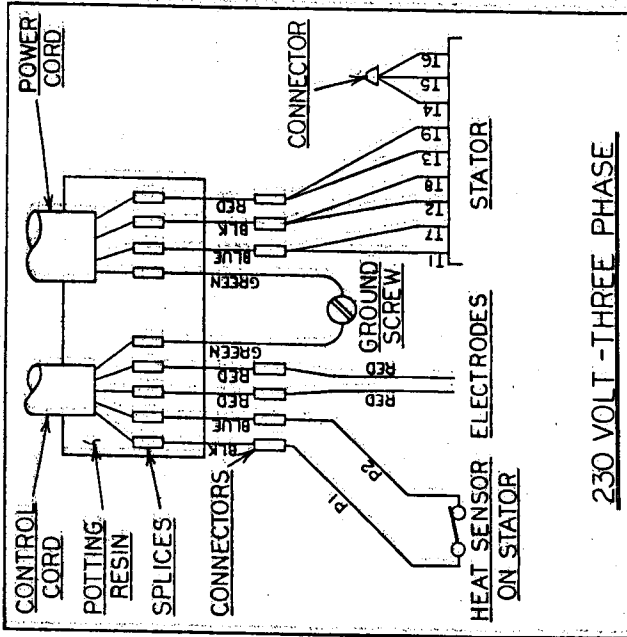 POWER
CORD
CONTROL
CORD
POTTING
RESIN
SPLICES
CONNECTORS
BLK
BLUE
RED
RED
GREEN
GREEN
BLUE
BLK
RED
CONNECTOR
GROUND
SCREW
P1
P2
RED
RED
T1
T7
T2
T8
T3
T9
T4
T5
T6
HEAT SENSOR
ON STATOR
ELECTRODES
STATOR
230 VOLT-THREE PHASE